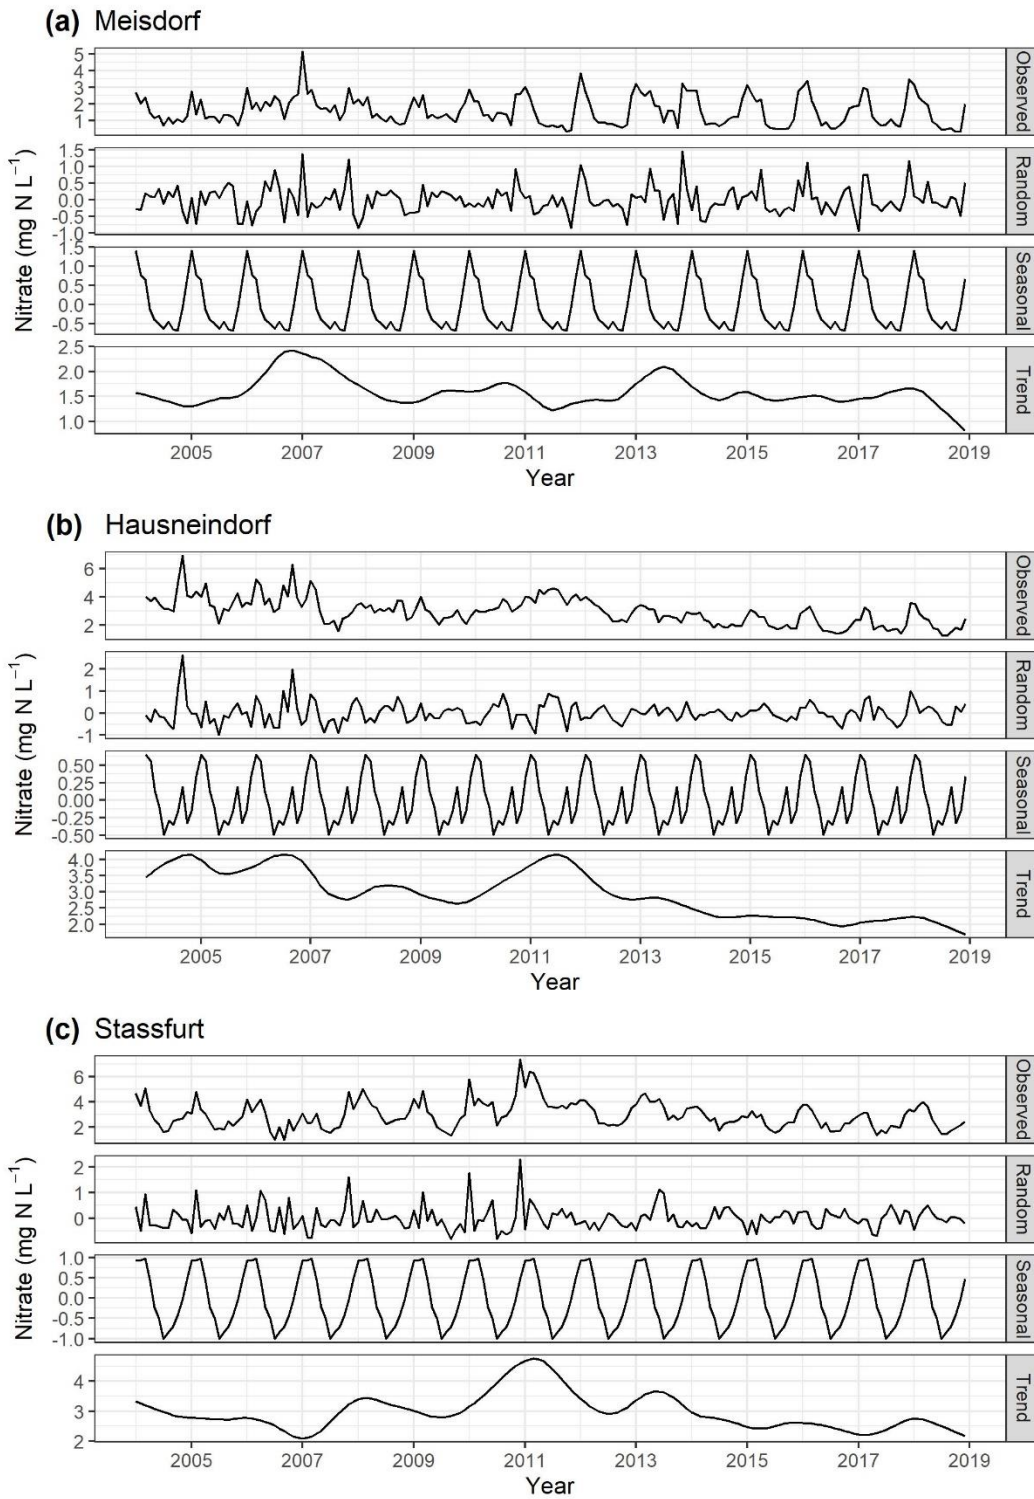 (a) Meisdorf
5
4
3
2
1
Observed
1.5
1.0
0.5
0.0
-0.5
-1.0
Random
1.5
1.0
0.5
0.0
-0.5
Seasonal
2.5
2.0
1.5
1.0
Trend
Nitrate (mg N L⁻¹)
2005 2007 2009 2011 2013 2015 2017 2019
Year
(b) Hausneindorf
6
4
2
Observed
2
1
0
-1
Random
0.50
0.25
0.00
-0.25
-0.50
Seasonal
4.0
3.0
2.0
Trend
Nitrate (mg N L⁻¹)
2005 2007 2009 2011 2013 2015 2017 2019
Year
(c) Stassfurt
6
4
2
Observed
2
1
0
Random
1.0
0.5
0.0
-0.5
-1.0
Seasonal
4
3
2
Trend
Nitrate (mg N L⁻¹)
2005 2007 2009 2011 2013 2015 2017 2019
Year